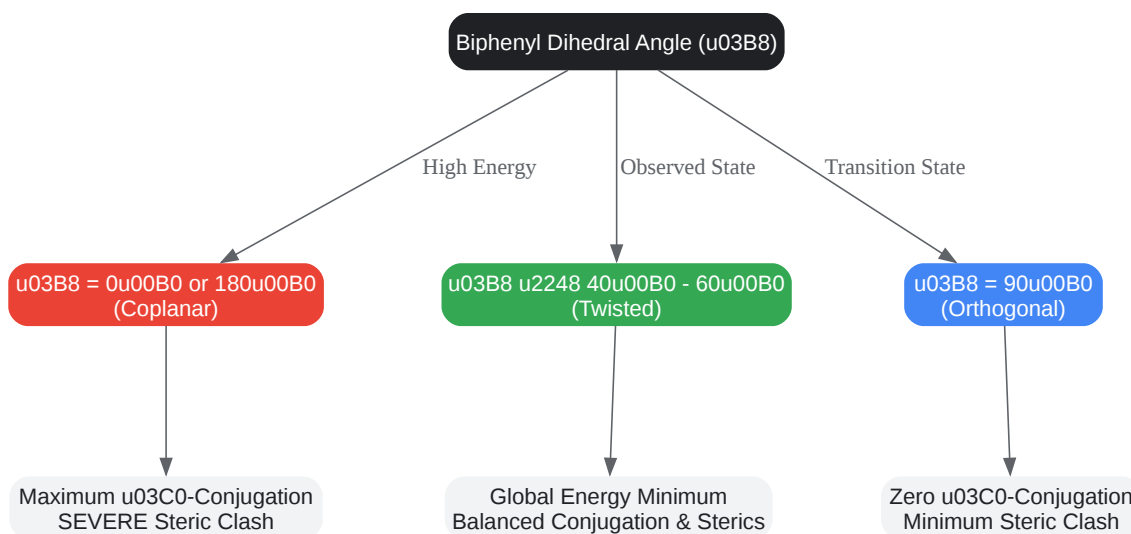 Biphenyl Dihedral Angle (u03B8)
High Energy
Observed State
Transition State
u03B8 = 0u00B0 or 180u00B0
(Coplanar)
u03B8 u2248 40u00B0 - 60u00B0
(Twisted)
u03B8 = 90u00B0
(Orthogonal)
Maximum u03C0-Conjugation
SEVERE Steric Clash
Global Energy Minimum
Balanced Conjugation & Sterics
Zero u03C0-Conjugation
Minimum Steric Clash